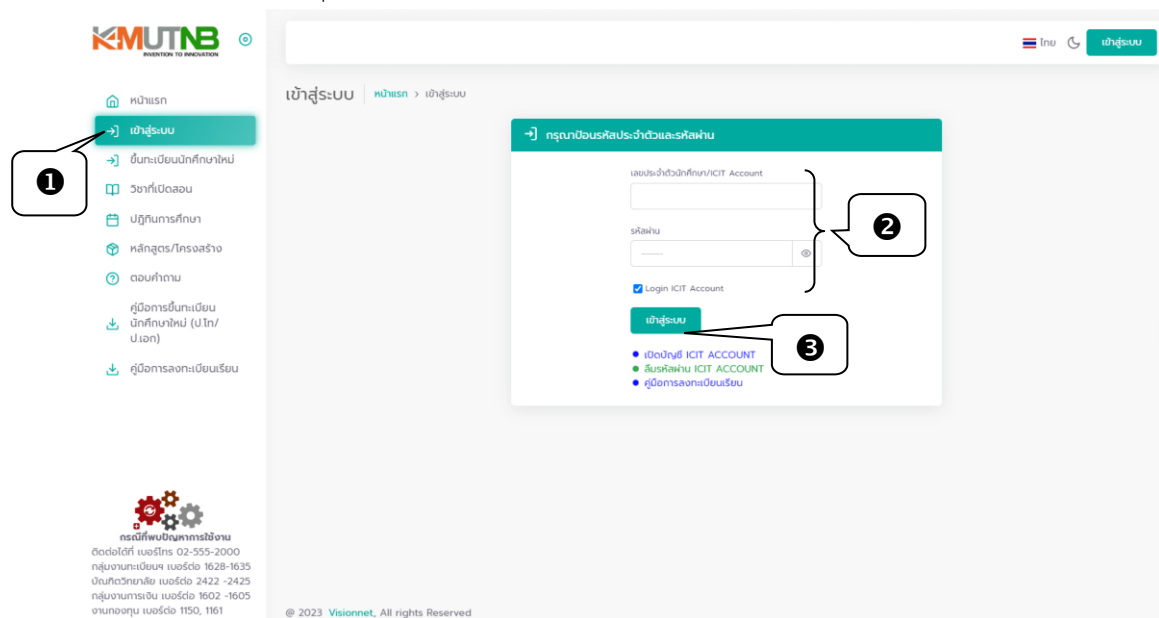 KMUTNB
INVENTION TO INNOVATION
ไทย
เข้าสู่ระบบ
เข้าสู่ระบบ
หน้าแรก > เข้าสู่ระบบ
หน้าแรก
เข้าสู่ระบบ
ขึ้นทะเบียนนักศึกษาใหม่
วิชาที่เปิดสอน
ปฏิทินการศึกษา
หลักสูตร/โครงสร้าง
ตอบคำถาม
คู่มือการขึ้นทะเบียน
นักศึกษาใหม่ (ป.โท/
ป.เอก)
คู่มือการลงทะเบียนเรียน
❶
กรุณาป้อนรหัสประจำตัวและรหัสผ่าน
เลขประจำตัวนักศึกษา/ICIT Account
รหัสผ่าน
Login ICIT Account
❷
เข้าสู่ระบบ
❸
เปิดบัญชี ICIT ACCOUNT
ลืมรหัสผ่าน ICIT ACCOUNT
คู่มือการลงทะเบียนเรียน
กรณีที่พบปัญหาการใช้งาน
ติดต่อได้ที่ เบอร์โทร 02-555-2000
กลุ่มงานทะเบียนฯ เบอร์ต่อ 1628-1635
บัณฑิตวิทยาลัย เบอร์ต่อ 2422 -2425
กลุ่มงานการเงิน เบอร์ต่อ 1602 -1605
งานกองทุน เบอร์ต่อ 1150, 1161
@ 2023 Visionnet, All rights Reserved